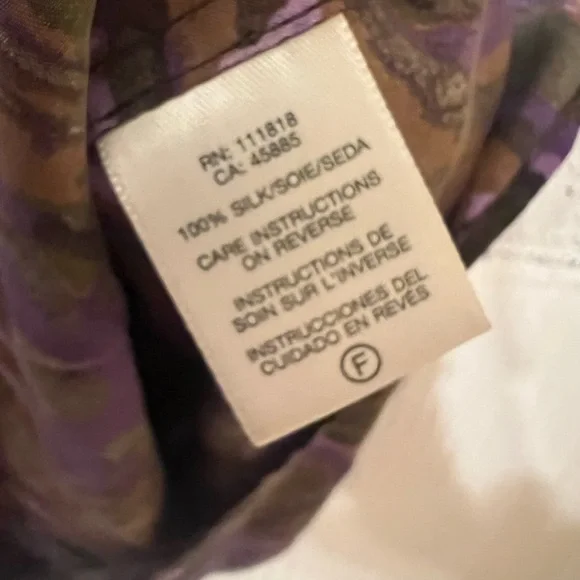 RN: 111818
CA: 45885
100% SILK/SOIE/SEDA
CARE INSTRUCTIONS
ON REVERSE
INSTRUCTIONS DE
SOIN SUR L'INVERSE
INSTRUCCIONES DEL
CUIDADO EN REVES
F